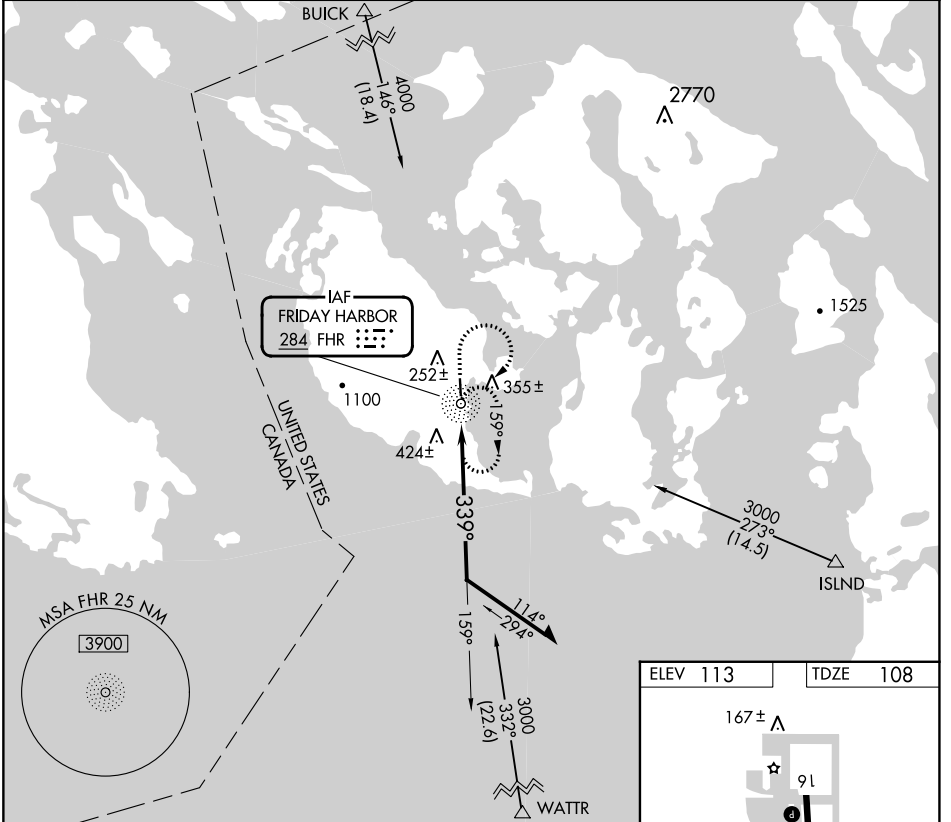 BUICK
4000
146°
(18.4)
2770
IAF
FRIDAY HARBOR
284 FHR
1525
252±
355±
1100
159°
424±
UNITED STATES
CANADA
339°
3000
273°
(14.5)
ISLND
MSA FHR 25 NM
3900
114°
294°
159°
3000
332°
(22.6)
WATTR
ELEV 113
TDZE 108
167±
16
P